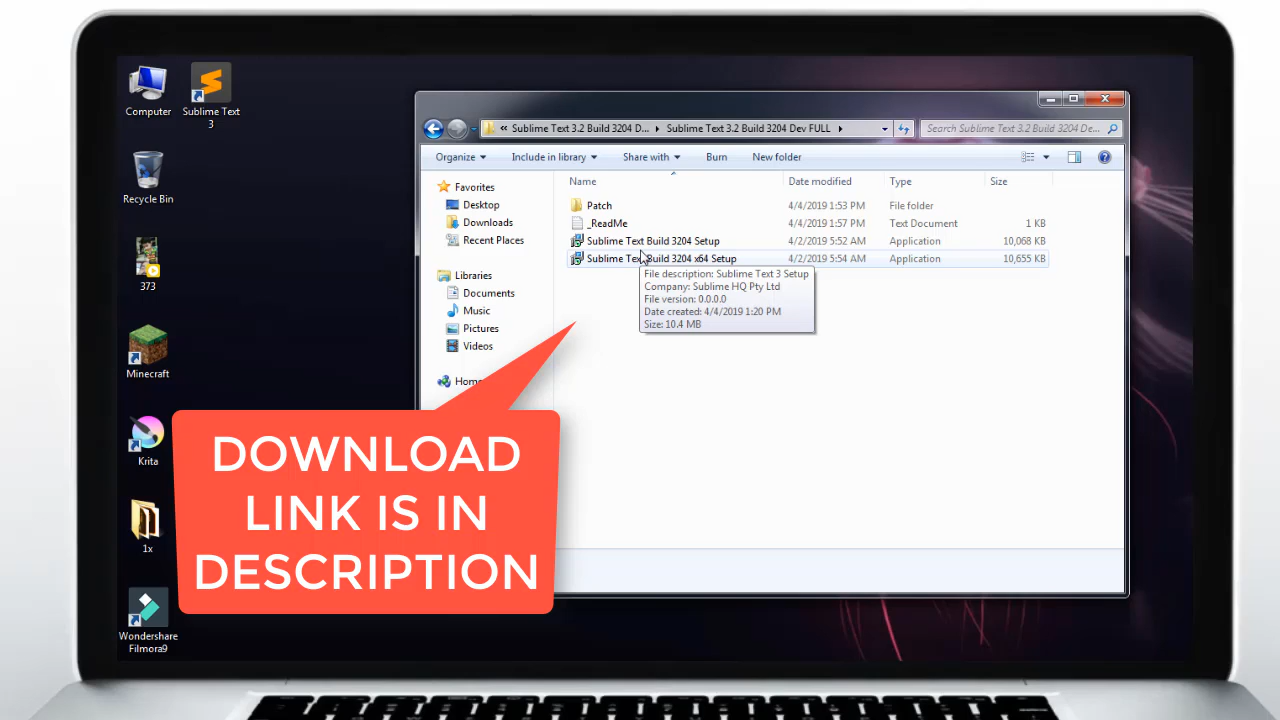 Computer
Sublime Text
3
Recycle Bin
373
Minecraft
Krita
1x
Wondershare
Filmora9
« Sublime Text 3.2 Build 3204 D... Sublime Text 3.2 Build 3204 Dev FULL
Search Sublime Text 3.2 Build 3204 De...
Organize Include in library Share with Burn New folder
Favorites
Desktop
Downloads
Recent Places
Libraries
Documents
Music
Pictures
Videos
Name Date modified Type Size
Patch 4/4/2019 1:53 PM File folder
_ReadMe 4/4/2019 1:57 PM Text Document 1 KB
Sublime Text Build 3204 Setup 4/2/2019 5:52 AM Application 10,068 KB
Sublime Text Build 3204 x64 Setup 4/2/2019 5:54 AM Application 10,655 KB
File description: Sublime Text 3 Setup
Company: Sublime HQ Pty Ltd
File version: 0.0.0.0
Date created: 4/4/2019 1:20 PM
Size: 10.4 MB
DOWNLOAD
LINK IS IN
DESCRIPTION